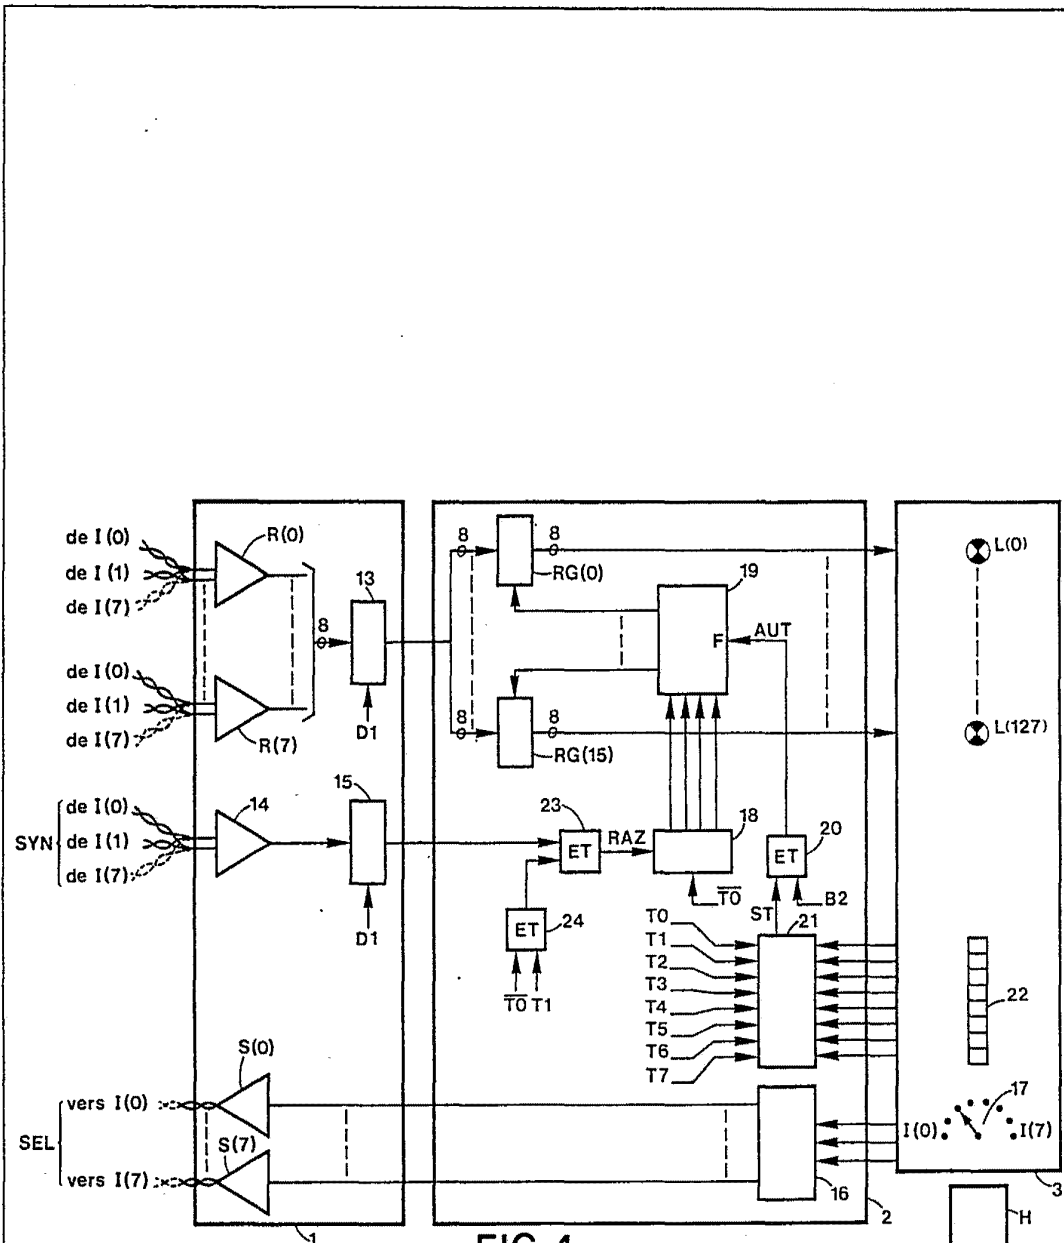 de I(0)
de I(1)
de I(7)
R(0)
8
13
D1
de I(0)
de I(1)
de I(7)
R(7)
SYN
de I(0)
de I(1)
de I(7)
14
15
D1
8
8
RG(0)
8
8
RG(15)
19
F
AUT
L(0)
L(127)
23
ET
RAZ
18
T0
20
ET
B2
ST
21
24
ET
T0 T1
T0
T1
T2
T3
T4
T5
T6
T7
22
SEL
vers I(0)
vers I(7)
S(0)
S(7)
16
17
I(0)
I(7)
1
2
3
H